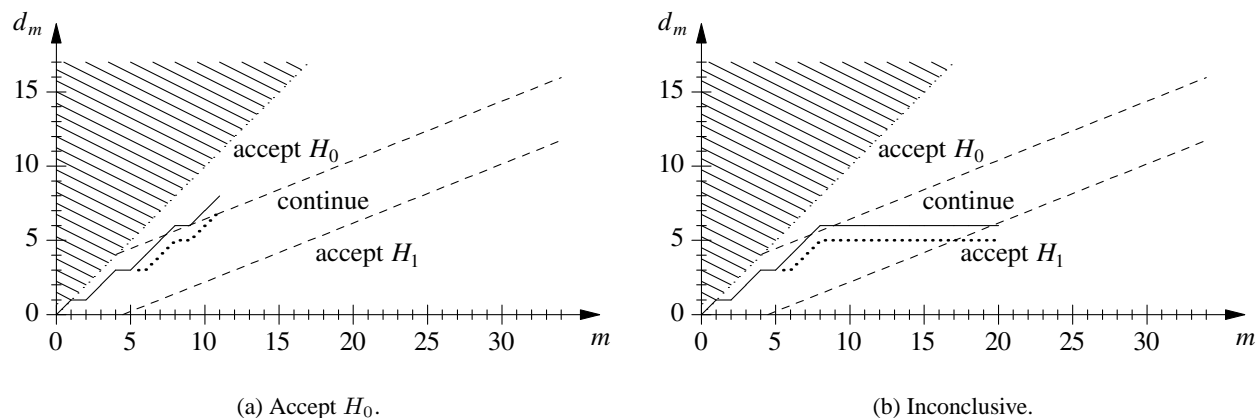 d_m
15
10
5
0
accept H_0
continue
accept H_1
0 5 10 15 20 25 30 m
(a) Accept H_0.
d_m
15
10
5
0
accept H_0
continue
accept H_1
0 5 10 15 20 25 30 m
(b) Inconclusive.